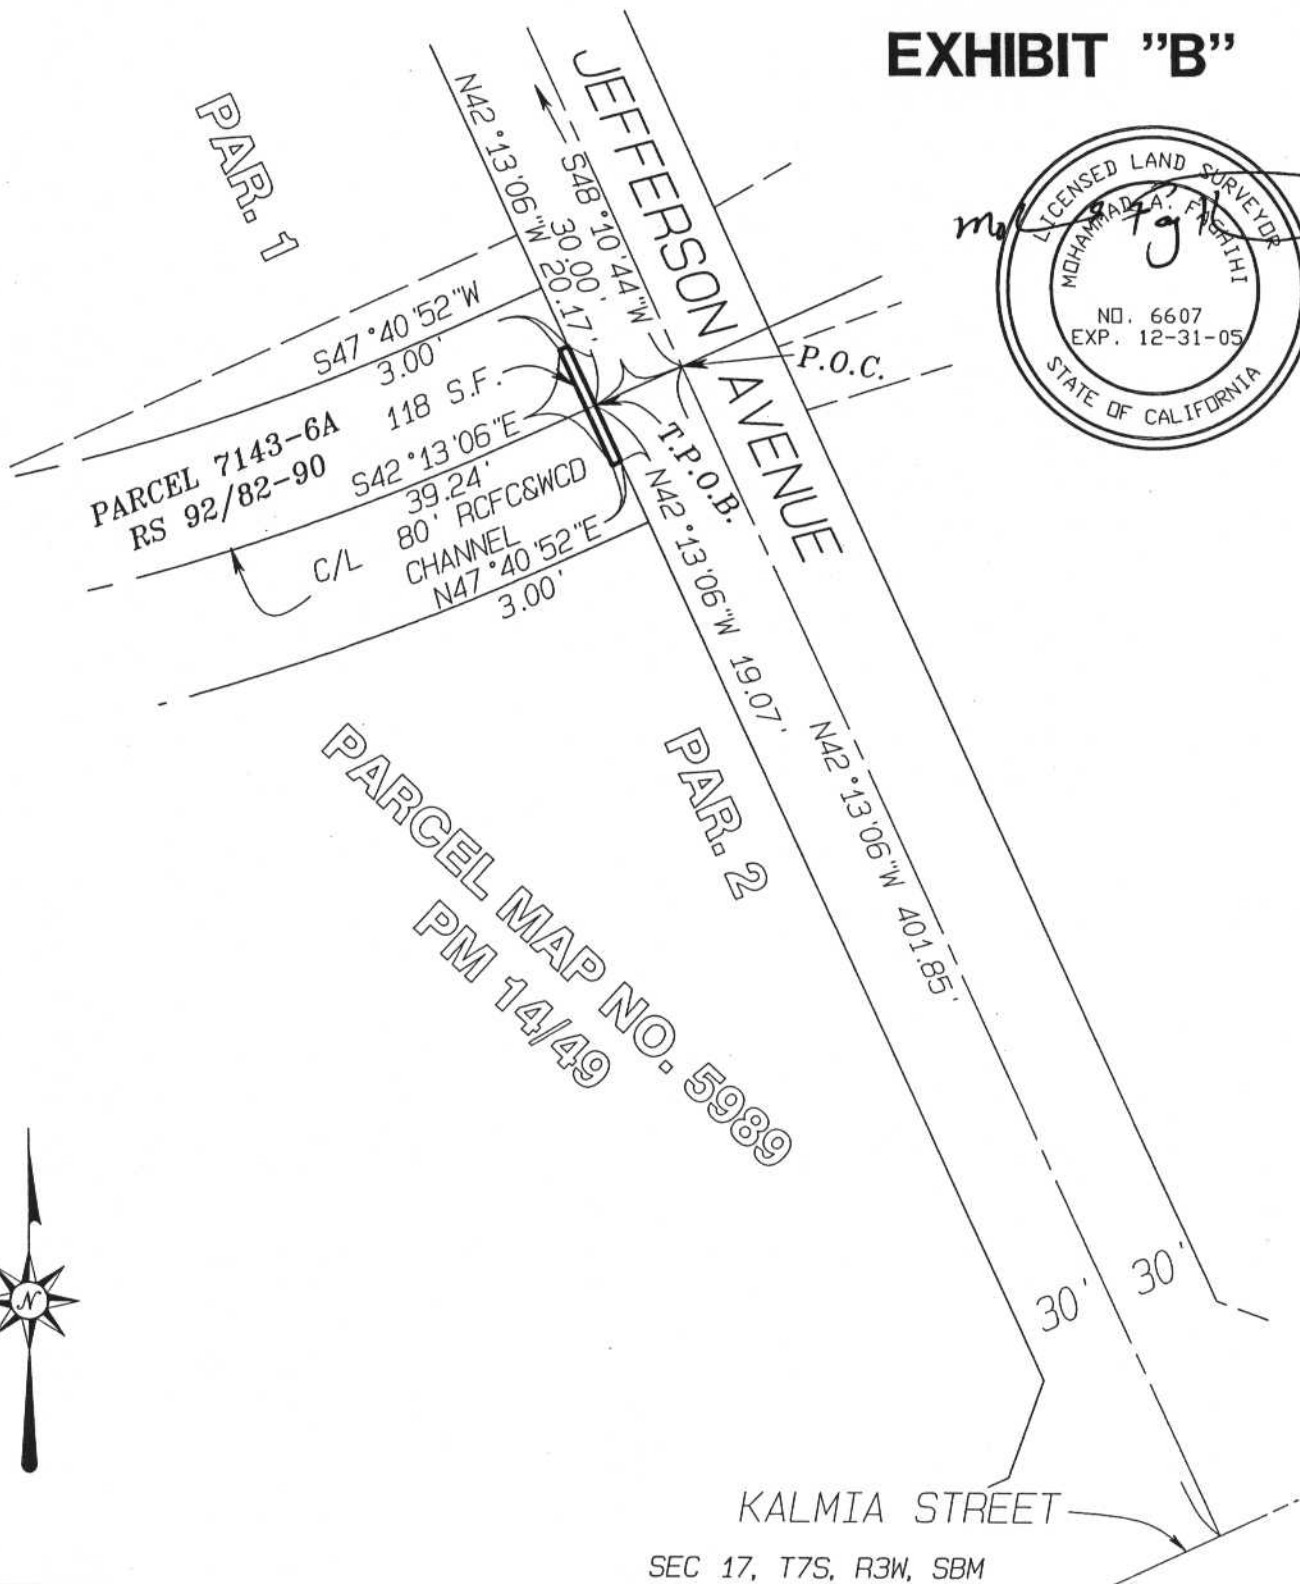 EXHIBIT "B"
LICENSED LAND SURVEYOR
MOHAMMAD A. FAGHIHI
NO. 6607
EXP. 12-31-05
STATE OF CALIFORNIA
JEFFERSON AVENUE
PAR. 1
N42°13'06"W 20.17'
30.00'
S48°10'44"W
S47°40'52"W
3.00'
118 S.F.
PARCEL 7143-6A
RS 92/82-90
S42°13'06"E
39.24'
80' RCFC&WCD
CHANNEL
C/L
N47°40'52"E
3.00'
P.O.C.
T.P.O.B.
N42°13'06"W 19.07'
N42°13'06"W 401.85'
PAR. 2
PARCEL MAP NO. 5989
PM 14/49
N
30'
30'
KALMIA STREET
SEC 17, T7S, R3W, SBM